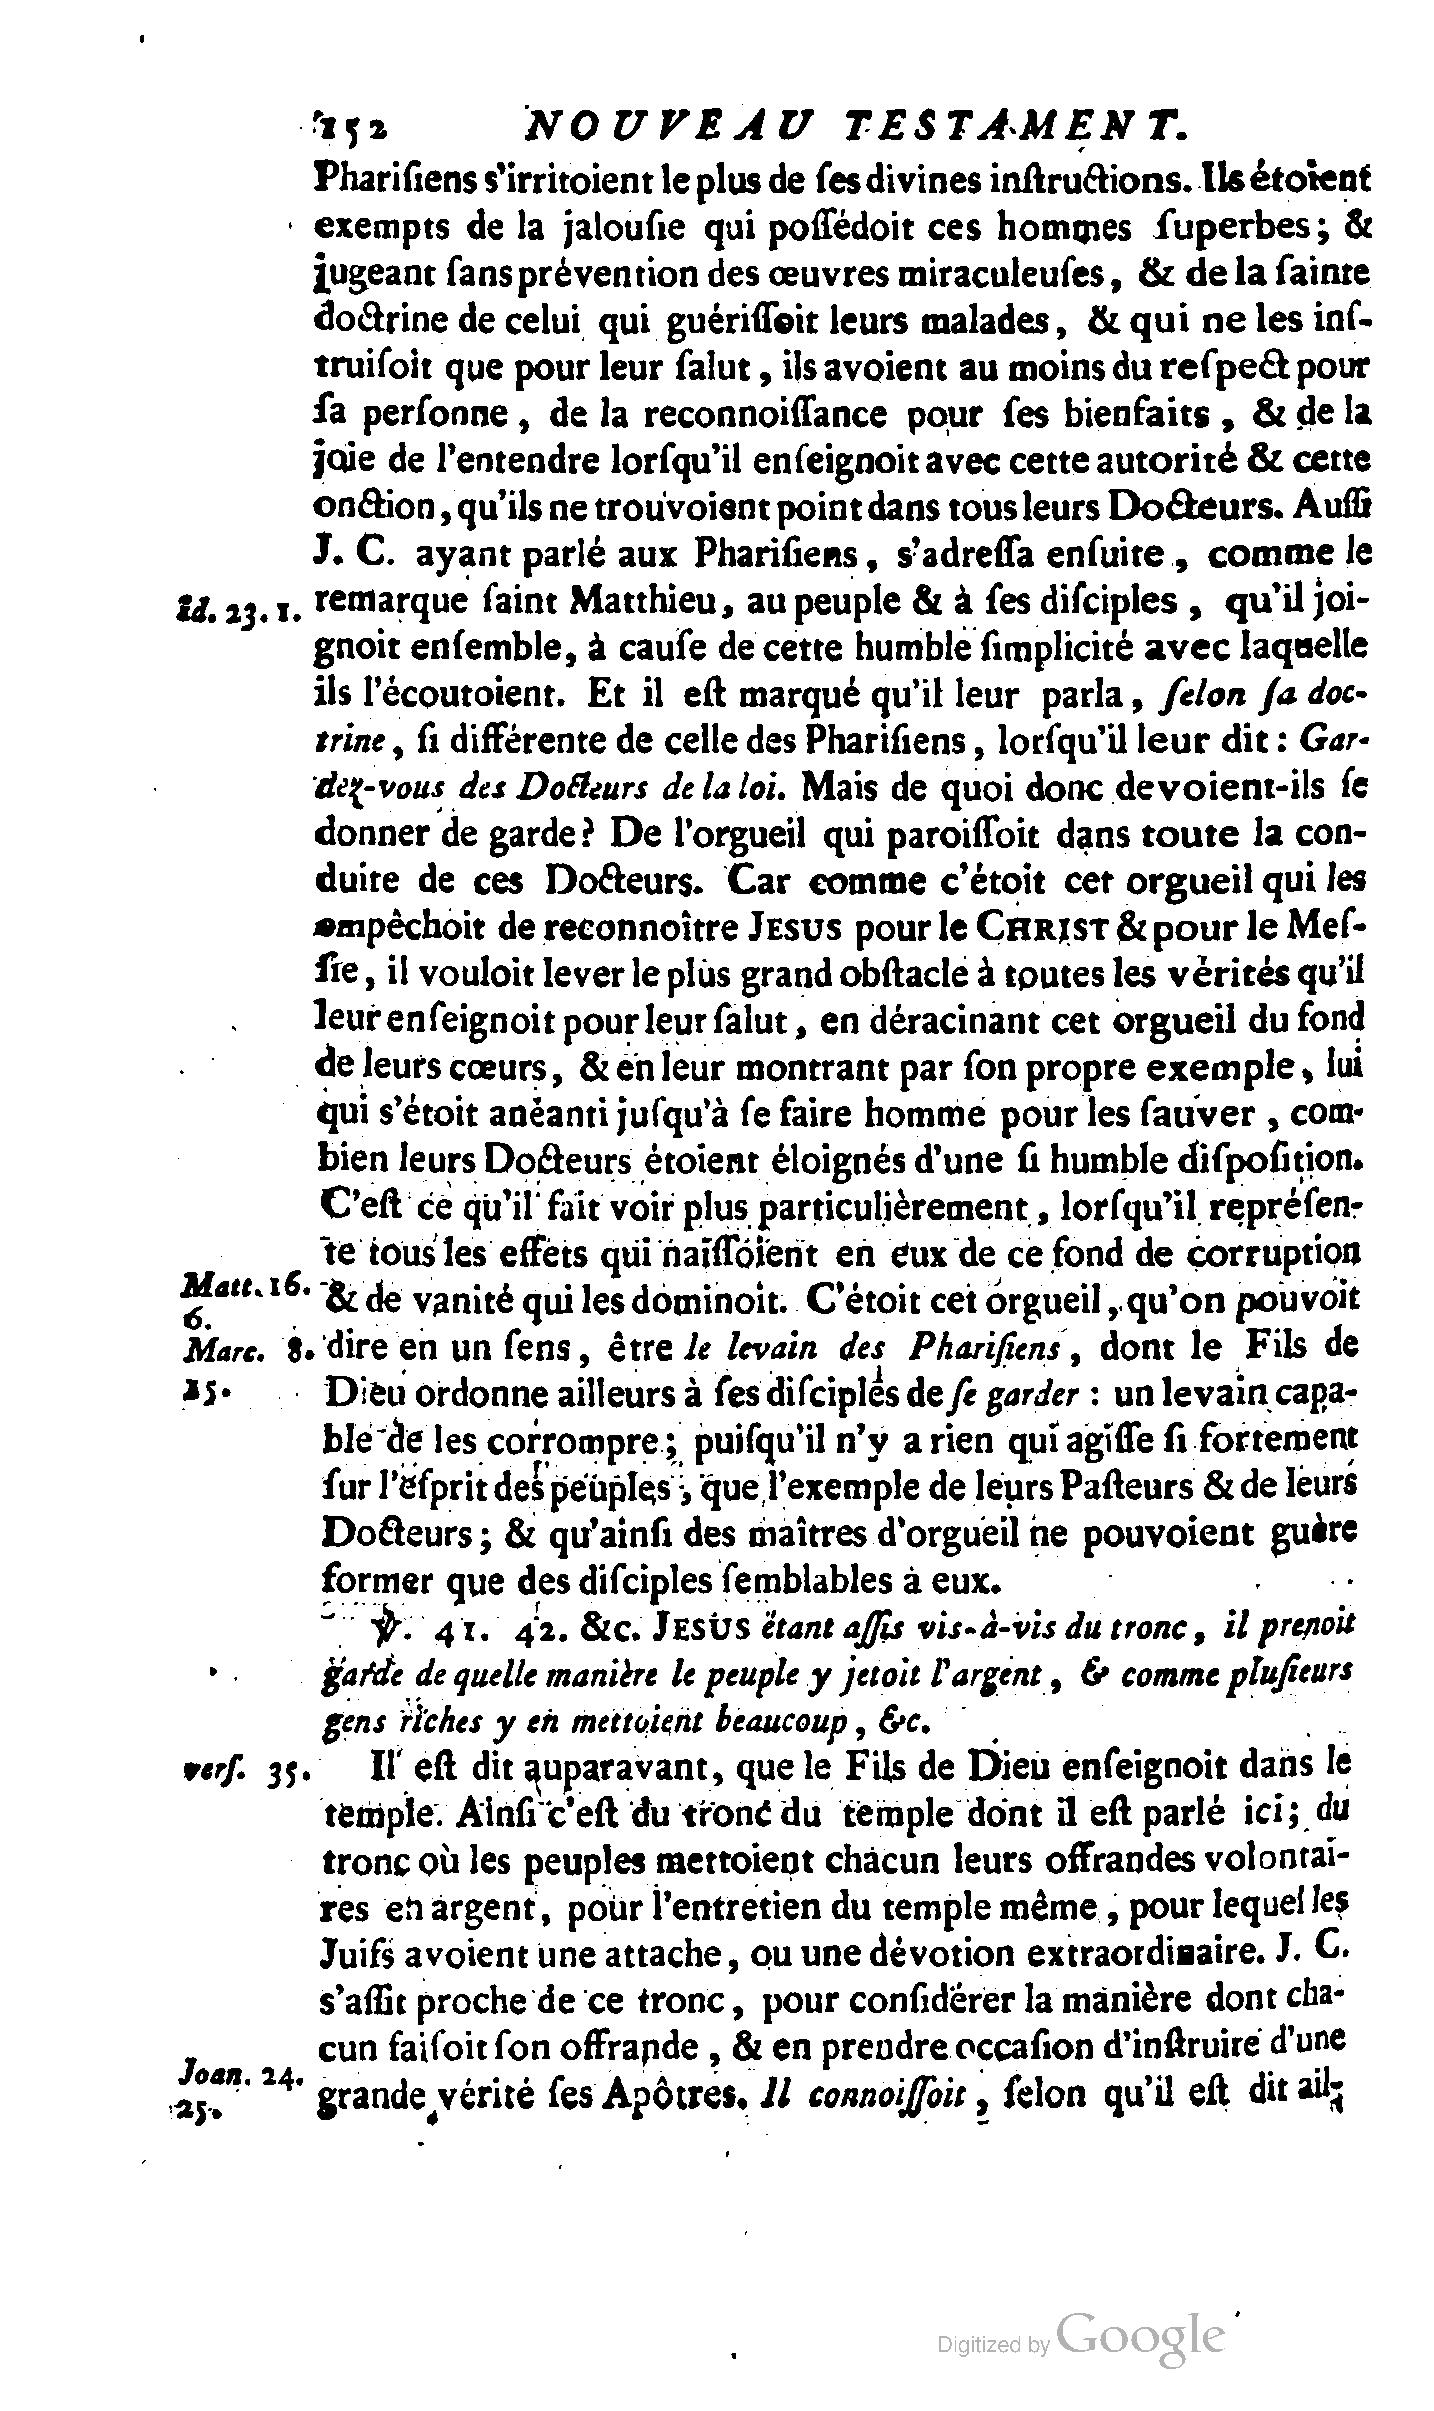 152 NOUVEAU TESTAMENT.
Phariſiens s'irritoient le plus de ſes divines inſtructions. Ils étoient
exempts de la jalouſie qui poſſédoit ces hommes ſuperbes; &
jugeant ſans prévention des œuvres miraculeuſes, & de la ſainte
doctrine de celui qui guériſſoit leurs malades, & qui ne les inſ-
truiſoit que pour leur ſalut, ils avoient au moins du reſpect pour
ſa perſonne, de la reconnoiſſance pour ſes bienfaits, & de la
joie de l'entendre lorſqu'il enſeignoit avec cette autorité & cette
onction, qu'ils ne trouvoient point dans tous leurs Docteurs. Auſſi
J. C. ayant parlé aux Phariſiens, s'adreſſa enſuite, comme le
Id. 23. 1. remarque ſaint Matthieu, au peuple & à ſes diſciples, qu'il joi-
gnoit enſemble, à cauſe de cette humble ſimplicité avec laquelle
ils l'écoutoient. Et il eſt marqué qu'il leur parla, ſelon ſa doc-
trine, ſi différente de celle des Phariſiens, lorſqu'il leur dit: Gar-
dez-vous des Docteurs de la loi. Mais de quoi donc devoient-ils ſe
donner de garde? De l'orgueil qui paroiſſoit dans toute la con-
duite de ces Docteurs. Car comme c'étoit cet orgueil qui les
empêchoit de reconnoître JESUS pour le CHRIST & pour le Meſ-
ſie, il vouloit lever le plus grand obſtacle à toutes les vérités qu'il
leur enſeignoit pour leur ſalut, en déracinant cet orgueil du fond
de leurs cœurs, & en leur montrant par ſon propre exemple, lui
qui s'étoit anéanti juſqu'à ſe faire homme pour les ſauver, com-
bien leurs Docteurs étoient éloignés d'une ſi humble diſpoſition.
C'eſt ce qu'il fait voir plus particulièrement, lorſqu'il repréſen-
te tous les effets qui naiſſoient en eux de ce fond de corruption
Matt. 16. & de vanité qui les dominoit. C'étoit cet orgueil, qu'on pouvoit
6.
Marc. 8. dire en un ſens, être le levain des Phariſiens, dont le Fils de
15. Dieu ordonne ailleurs à ſes diſciples de ſe garder: un levain capa-
ble de les corrompre; puiſqu'il n'y a rien qui agiſſe ſi fortement
ſur l'eſprit des peuples, que l'exemple de leurs Paſteurs & de leurs
Docteurs; & qu'ainſi des maîtres d'orgueil ne pouvoient guère
former que des diſciples ſemblables à eux.
℣. 41. 42. &c. JESUS étant aſſis vis-à-vis du tronc, il prenoit
garde de quelle manière le peuple y jetoit l'argent, & comme pluſieurs
gens riches y en mettoient beaucoup, &c.
verſ. 35. Il eſt dit auparavant, que le Fils de Dieu enſeignoit dans le
temple. Ainſi c'eſt du tronc du temple dont il eſt parlé ici; du
tronc où les peuples mettoient chacun leurs offrandes volontai-
res en argent, pour l'entretien du temple même, pour lequel les
Juifs avoient une attache, ou une dévotion extraordinaire. J. C.
s'aſſit proche de ce tronc, pour conſidérer la manière dont cha-
cun faiſoit ſon offrande, & en prendre occaſion d'inſtruire d'une
Joan. 24. grande vérité ſes Apôtres. Il connoiſſoit, ſelon qu'il eſt dit ail-
25.
Digitized by Google